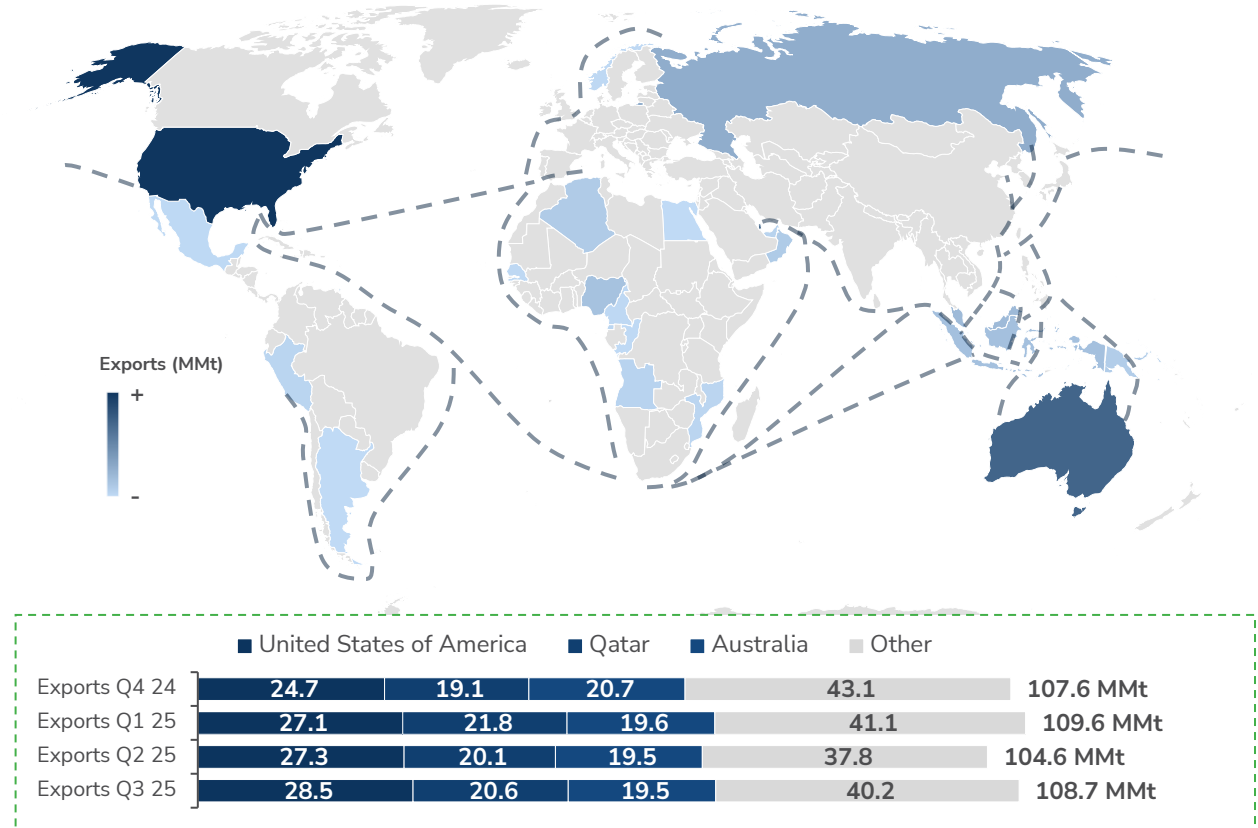 Exports (MMt)
+
-
United States of America Qatar Australia Other
Exports Q4 24 24.7 19.1 20.7 43.1 107.6 MMt
Exports Q1 25 27.1 21.8 19.6 41.1 109.6 MMt
Exports Q2 25 27.3 20.1 19.5 37.8 104.6 MMt
Exports Q3 25 28.5 20.6 19.5 40.2 108.7 MMt